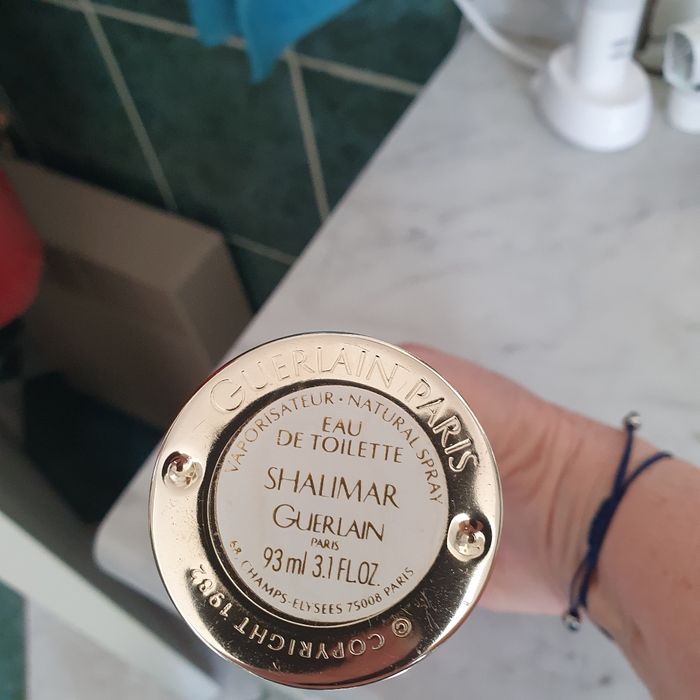 GUERLAIN PARIS
VAPORISATEUR · NATURAL SPRAY
EAU
DE TOILETTE
SHALIMAR
GUERLAIN
PARIS
93 ml 3.1 FL.OZ.
68, CHAMPS-ELYSEES 75008 PARIS
© COPYRIGHT 1982